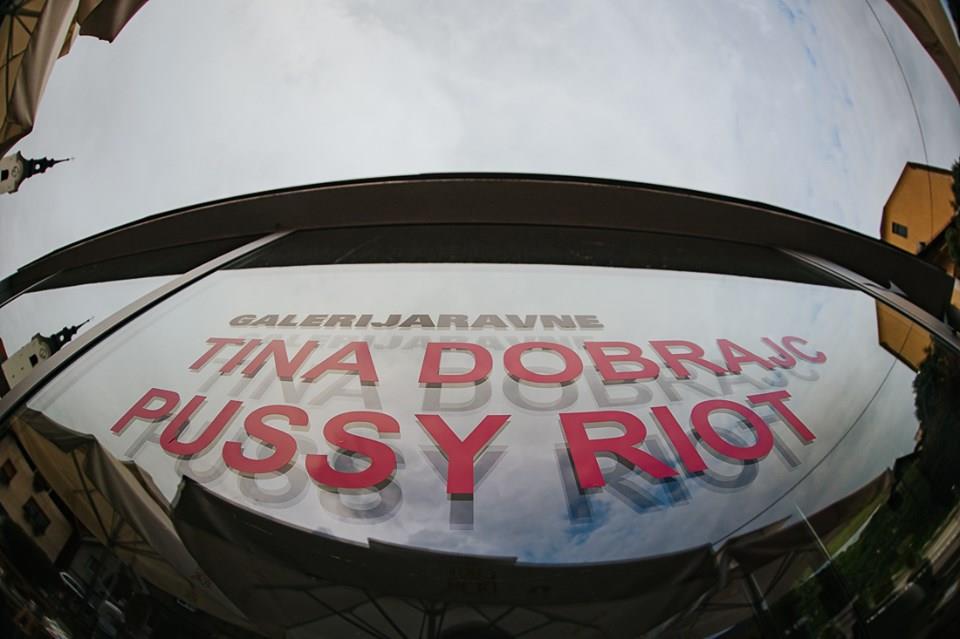 GALERIJARAVNE
TINA DOBRAJC
PUSSY RIOT